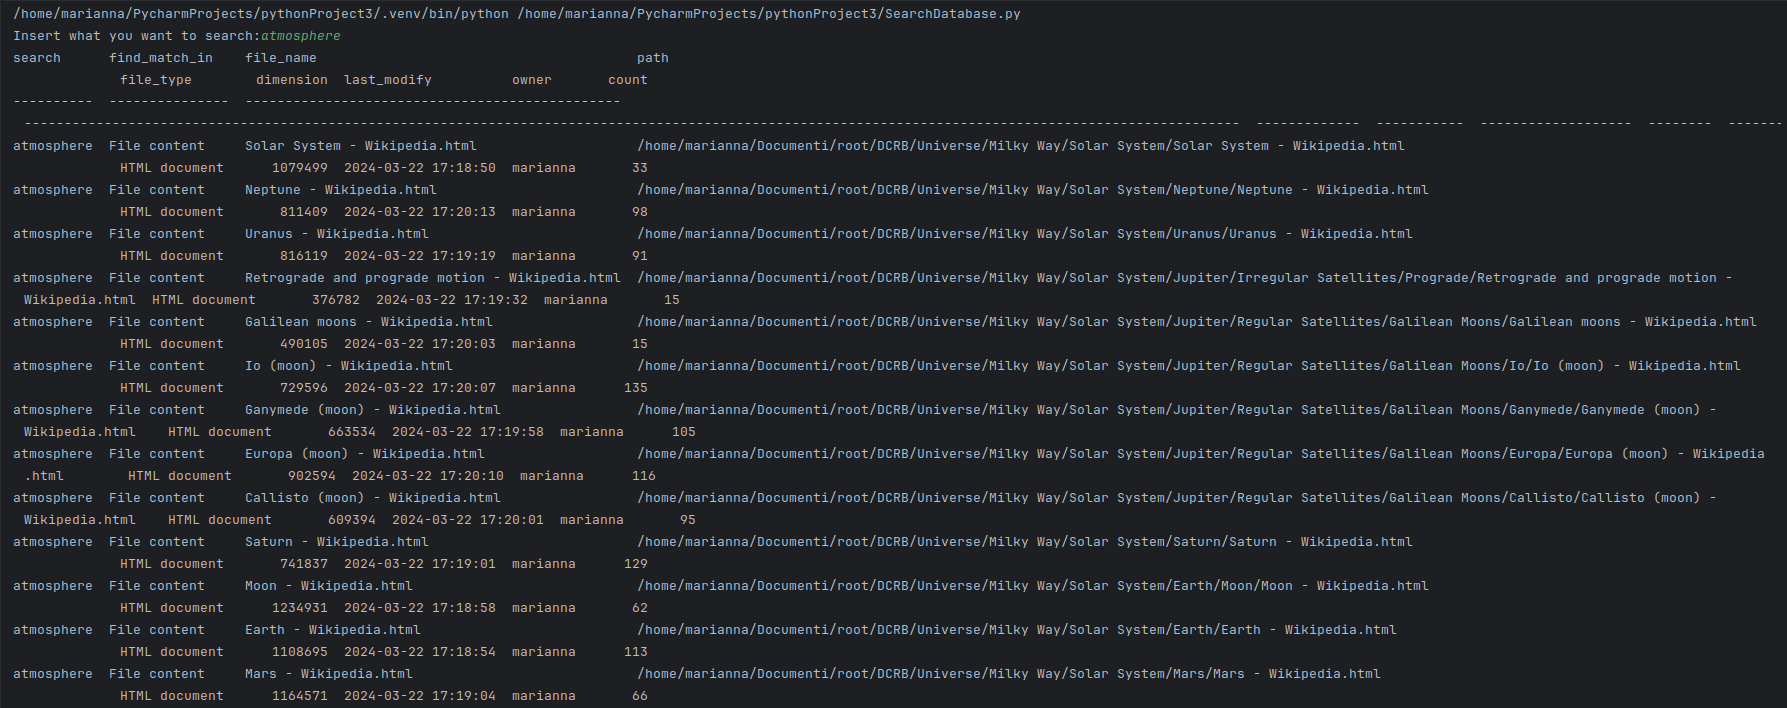 /home/marianna/PycharmProjects/pythonProject3/.venv/bin/python /home/marianna/PycharmProjects/pythonProject3/SearchDatabase.py
Insert what you want to search:atmosphere
search find_match_in file_name path
file_type dimension last_modify owner count
---------- --------------- -----------------------------------------------
-------------------------------------------------------------------------------------------------------------------------------------------------------- ------------- ----------- ------------------- -------- -------
atmosphere File content Solar System - Wikipedia.html /home/marianna/Documenti/root/DCRB/Universe/Milky Way/Solar System/Solar System - Wikipedia.html
HTML document 1079499 2024-03-22 17:18:50 marianna 33
atmosphere File content Neptune - Wikipedia.html /home/marianna/Documenti/root/DCRB/Universe/Milky Way/Solar System/Neptune/Neptune - Wikipedia.html
HTML document 811409 2024-03-22 17:20:13 marianna 98
atmosphere File content Uranus - Wikipedia.html /home/marianna/Documenti/root/DCRB/Universe/Milky Way/Solar System/Uranus/Uranus - Wikipedia.html
HTML document 816119 2024-03-22 17:19:19 marianna 91
atmosphere File content Retrograde and prograde motion - Wikipedia.html /home/marianna/Documenti/root/DCRB/Universe/Milky Way/Solar System/Jupiter/Irregular Satellites/Prograde/Retrograde and prograde motion -
Wikipedia.html HTML document 376782 2024-03-22 17:19:32 marianna 15
atmosphere File content Galilean moons - Wikipedia.html /home/marianna/Documenti/root/DCRB/Universe/Milky Way/Solar System/Jupiter/Regular Satellites/Galilean Moons/Galilean moons - Wikipedia.html
HTML document 490105 2024-03-22 17:20:03 marianna 15
atmosphere File content Io (moon) - Wikipedia.html /home/marianna/Documenti/root/DCRB/Universe/Milky Way/Solar System/Jupiter/Regular Satellites/Galilean Moons/Io/Io (moon) - Wikipedia.html
HTML document 729596 2024-03-22 17:20:07 marianna 135
atmosphere File content Ganymede (moon) - Wikipedia.html /home/marianna/Documenti/root/DCRB/Universe/Milky Way/Solar System/Jupiter/Regular Satellites/Galilean Moons/Ganymede/Ganymede (moon) -
Wikipedia.html HTML document 663534 2024-03-22 17:19:58 marianna 105
atmosphere File content Europa (moon) - Wikipedia.html /home/marianna/Documenti/root/DCRB/Universe/Milky Way/Solar System/Jupiter/Regular Satellites/Galilean Moons/Europa/Europa (moon) - Wikipedia
.html HTML document 902594 2024-03-22 17:20:10 marianna 116
atmosphere File content Callisto (moon) - Wikipedia.html /home/marianna/Documenti/root/DCRB/Universe/Milky Way/Solar System/Jupiter/Regular Satellites/Galilean Moons/Callisto/Callisto (moon) -
Wikipedia.html HTML document 609394 2024-03-22 17:20:01 marianna 95
atmosphere File content Saturn - Wikipedia.html /home/marianna/Documenti/root/DCRB/Universe/Milky Way/Solar System/Saturn/Saturn - Wikipedia.html
HTML document 741837 2024-03-22 17:19:01 marianna 129
atmosphere File content Moon - Wikipedia.html /home/marianna/Documenti/root/DCRB/Universe/Milky Way/Solar System/Earth/Moon/Moon - Wikipedia.html
HTML document 1234931 2024-03-22 17:18:58 marianna 62
atmosphere File content Earth - Wikipedia.html /home/marianna/Documenti/root/DCRB/Universe/Milky Way/Solar System/Earth/Earth - Wikipedia.html
HTML document 1108695 2024-03-22 17:18:54 marianna 113
atmosphere File content Mars - Wikipedia.html /home/marianna/Documenti/root/DCRB/Universe/Milky Way/Solar System/Mars/Mars - Wikipedia.html
HTML document 1164571 2024-03-22 17:19:04 marianna 66